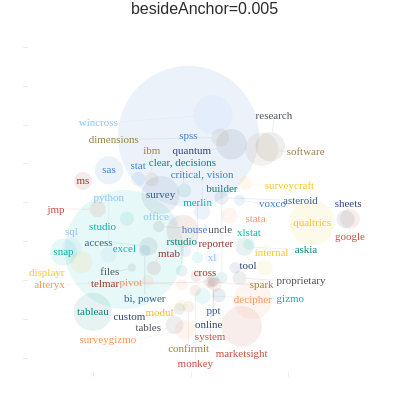 besideAnchor=0.005
research
wincross
spss
dimensions
ibm
quantum
software
clear, decisions
stat
sas
critical, vision
ms
survey
builder
surveycraft
python
merlin
voxco
asteroid
sheets
jmp
office
stata
qualtrics
studio
house
uncle
xlstat
google
sql
access
rstudio
reporter
snap
excel
mtab
xl
internal
askia
displayr
files
cross
tool
alteryx
telmar
pivot
spark
proprietary
bi, power
decipher
gizmo
tableau
custom
modul
ppt
tables
online
surveygizmo
system
confirmit
marketsight
monkey